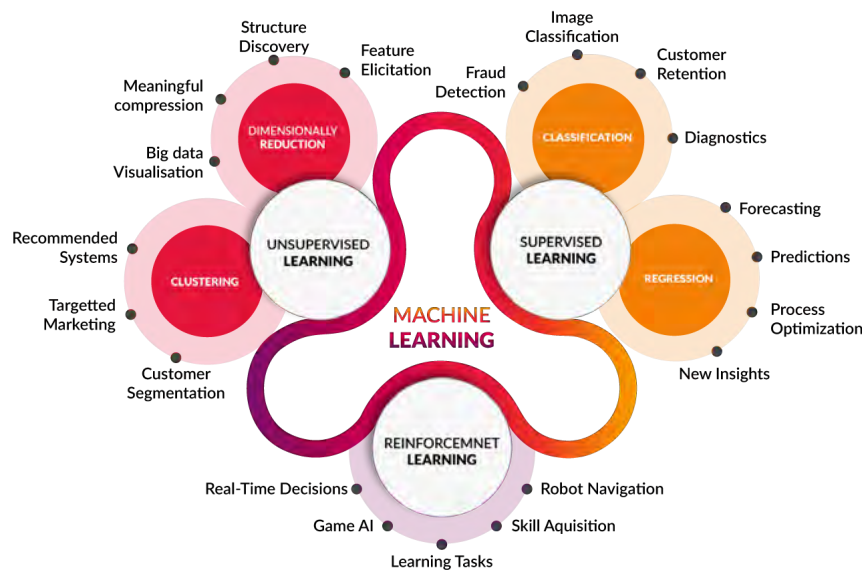 Structure
Discovery
Feature
Elicitation
Meaningful
compression
Big data
Visualisation
DIMENSIONALLY
REDUCTION
Recommended
Systems
Targetted
Marketing
Customer
Segmentation
CLUSTERING
UNSUPERVISED
LEARNING
Image
Classification
Fraud
Detection
Customer
Retention
Diagnostics
CLASSIFICATION
SUPERVISED
LEARNING
Forecasting
Predictions
Process
Optimization
New Insights
REGRESSION
MACHINE
LEARNING
REINFORCEMNET
LEARNING
Real-Time Decisions
Game AI
Learning Tasks
Skill Aquisition
Robot Navigation